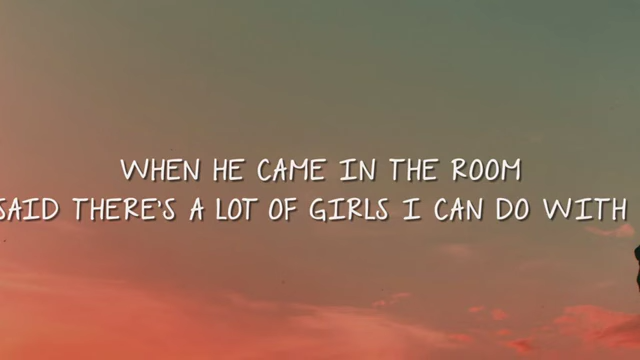 WHEN HE CAME IN THE ROOM
SAID THERE'S A LOT OF GIRLS I CAN DO WITH